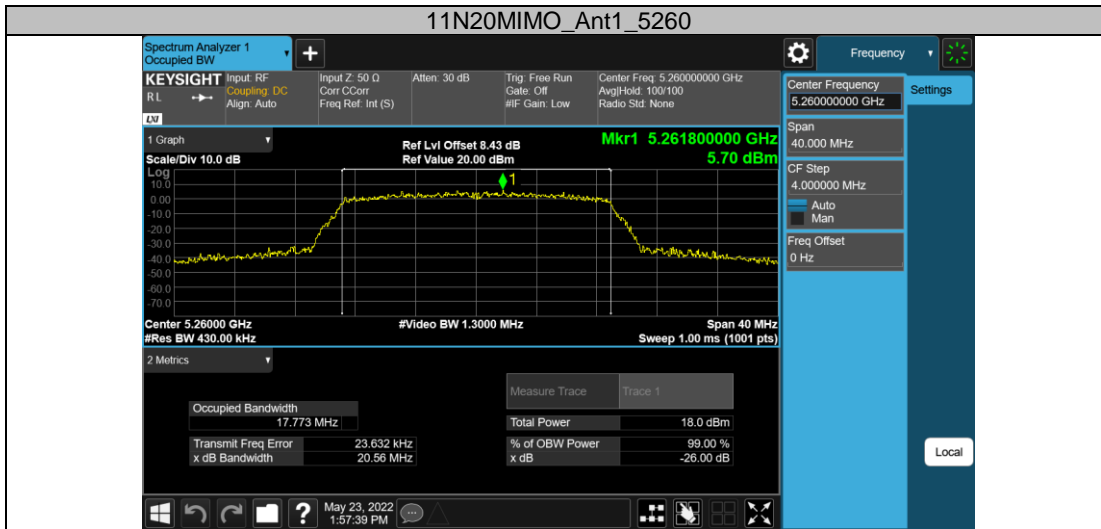 11N20MIMO_Ant1_5260
Spectrum Analyzer 1
Occupied BW
+
Frequency
KEYSIGHT
RL
LXI
Input: RF
Coupling: DC
Align: Auto
Input Z: 50 Ω
Corr CCorr
Freq Ref: Int (S)
Atten: 30 dB
Trig: Free Run
Gate: Off
#IF Gain: Low
Center Freq: 5.260000000 GHz
Avg|Hold: 100/100
Radio Std: None
Center Frequency
5.260000000 GHz
Settings
Span
40.000 MHz
CF Step
4.000000 MHz
Auto
Man
Freq Offset
0 Hz
1 Graph
Scale/Div 10.0 dB
Ref Lvl Offset 8.43 dB
Ref Value 20.00 dBm
Mkr1 5.261800000 GHz
5.70 dBm
Log
10.0
0.00
-10.0
-20.0
-30.0
-40.0
-50.0
-60.0
-70.0
1
Center 5.26000 GHz
#Res BW 430.00 kHz
#Video BW 1.3000 MHz
Span 40 MHz
Sweep 1.00 ms (1001 pts)
2 Metrics
Measure Trace Trace 1
Occupied Bandwidth
17.773 MHz
Total Power 18.0 dBm
Transmit Freq Error 23.632 kHz
% of OBW Power 99.00 %
x dB Bandwidth 20.56 MHz
x dB -26.00 dB
Local
?
May 23, 2022
1:57:39 PM